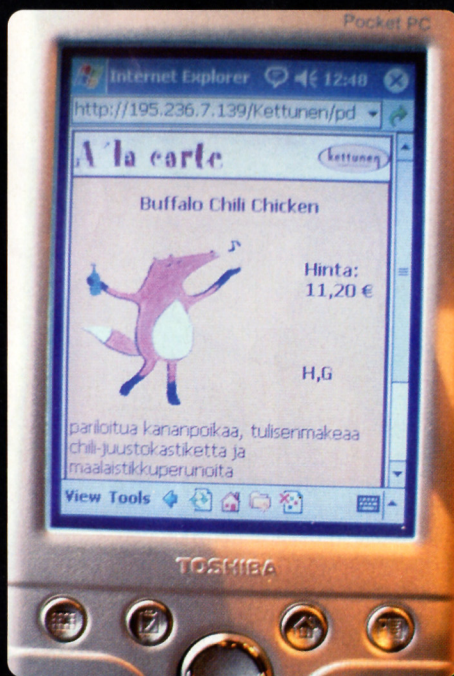 Pocket PC
Internet Explorer 12:48
http://195.236.7.139/Kettunen/pd
A´la carte
kettunen
Buffalo Chili Chicken
Hinta:
11,20 €
H,G
pariloitua kananpoikaa, tulisenmakeaa
chili-juustokastiketta ja
maalaistikkuperunoita
View Tools
TOSHIBA